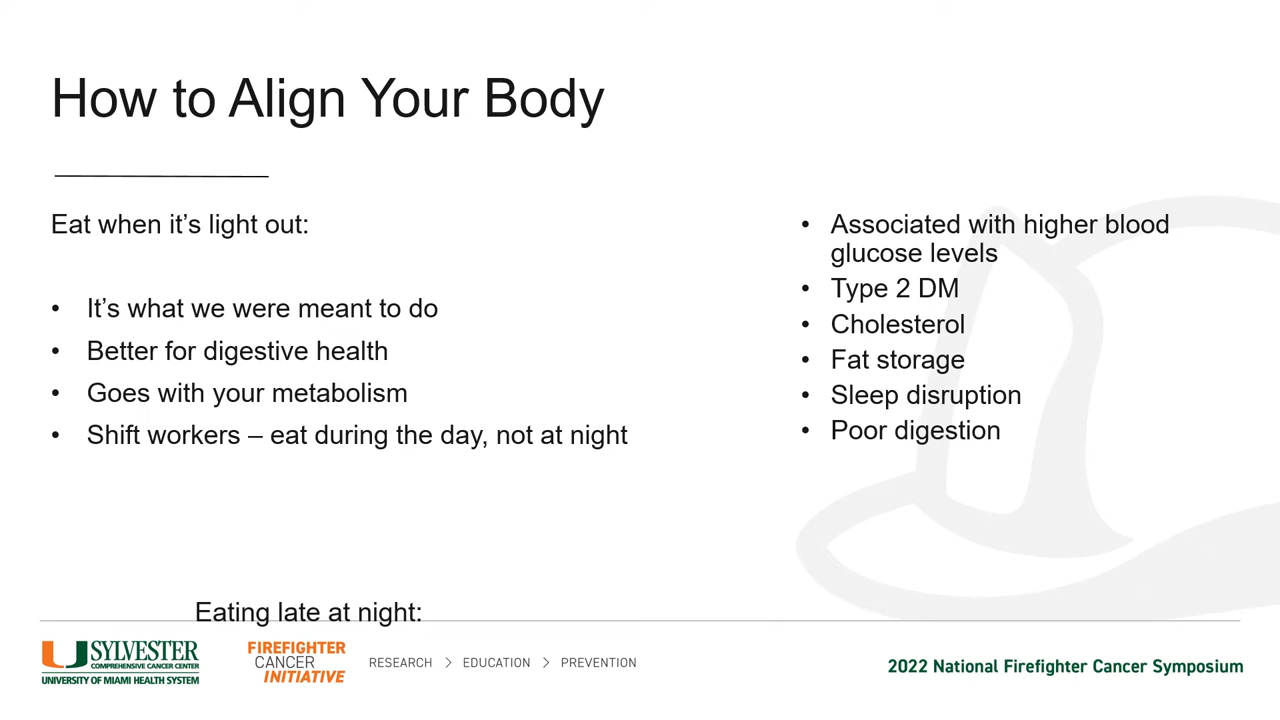 How to Align Your Body
Eat when it’s light out:
• It’s what we were meant to do
• Better for digestive health
• Goes with your metabolism
• Shift workers – eat during the day, not at night
Eating late at night:
• Associated with higher blood
glucose levels
• Type 2 DM
• Cholesterol
• Fat storage
• Sleep disruption
• Poor digestion
SYLVESTER
COMPREHENSIVE CANCER CENTER
UNIVERSITY OF MIAMI HEALTH SYSTEM
FIREFIGHTER
CANCER
INITIATIVE
RESEARCH > EDUCATION > PREVENTION
2022 National Firefighter Cancer Symposium